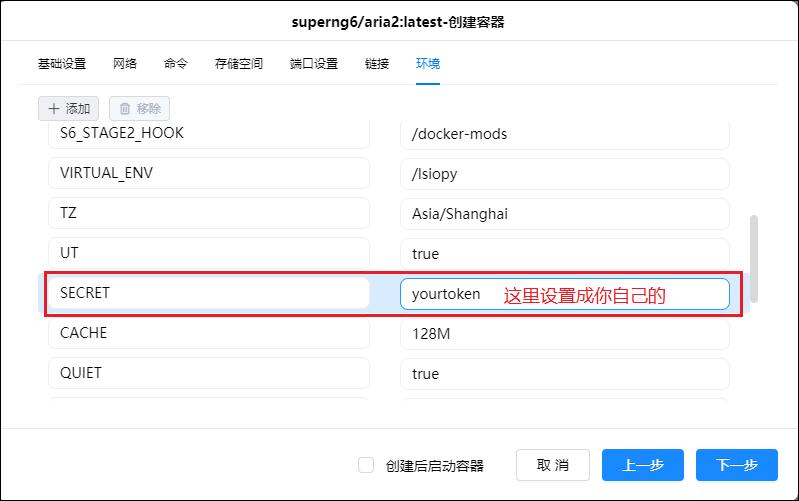 superng6/aria2:latest-创建容器
基础设置 网络 命令 存储空间 端口设置 链接 环境
添加 移除
S6_STAGE2_HOOK /docker-mods
VIRTUAL_ENV /lsiopy
TZ Asia/Shanghai
UT true
SECRET yourtoken 这里设置成你自己的
CACHE 128M
QUIET true
创建后启动容器 取消 上一步 下一步